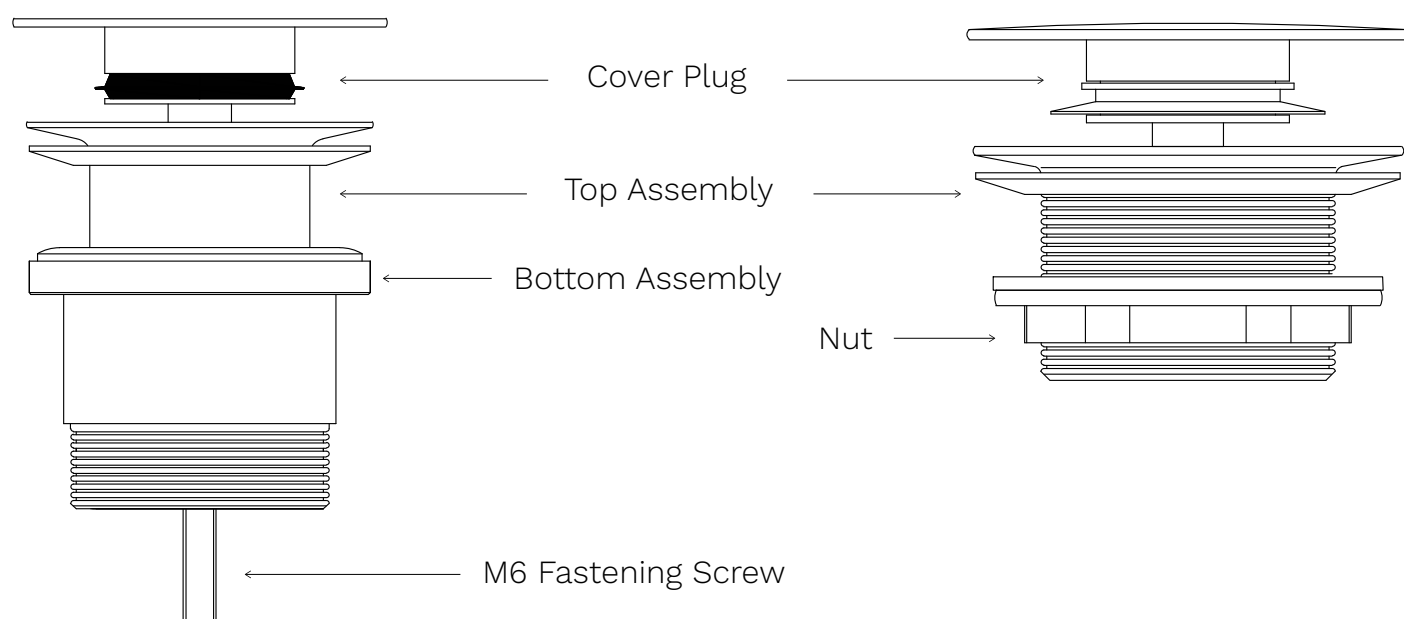 Cover Plug
Top Assembly
Bottom Assembly
Nut
M6 Fastening Screw